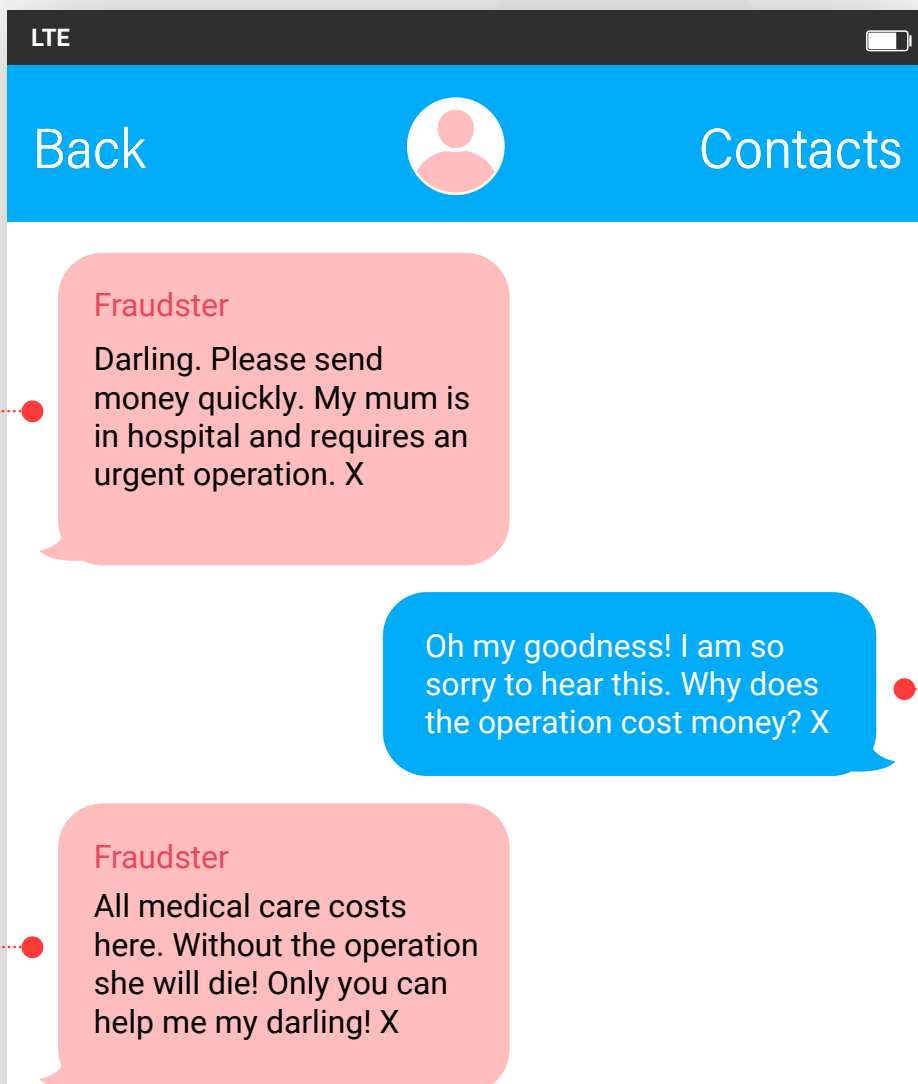 LTE
Back
Contacts
Fraudster
Darling. Please send
money quickly. My mum is
in hospital and requires an
urgent operation. X
Oh my goodness! I am so
sorry to hear this. Why does
the operation cost money? X
Fraudster
All medical care costs
here. Without the operation
she will die! Only you can
help me my darling! X